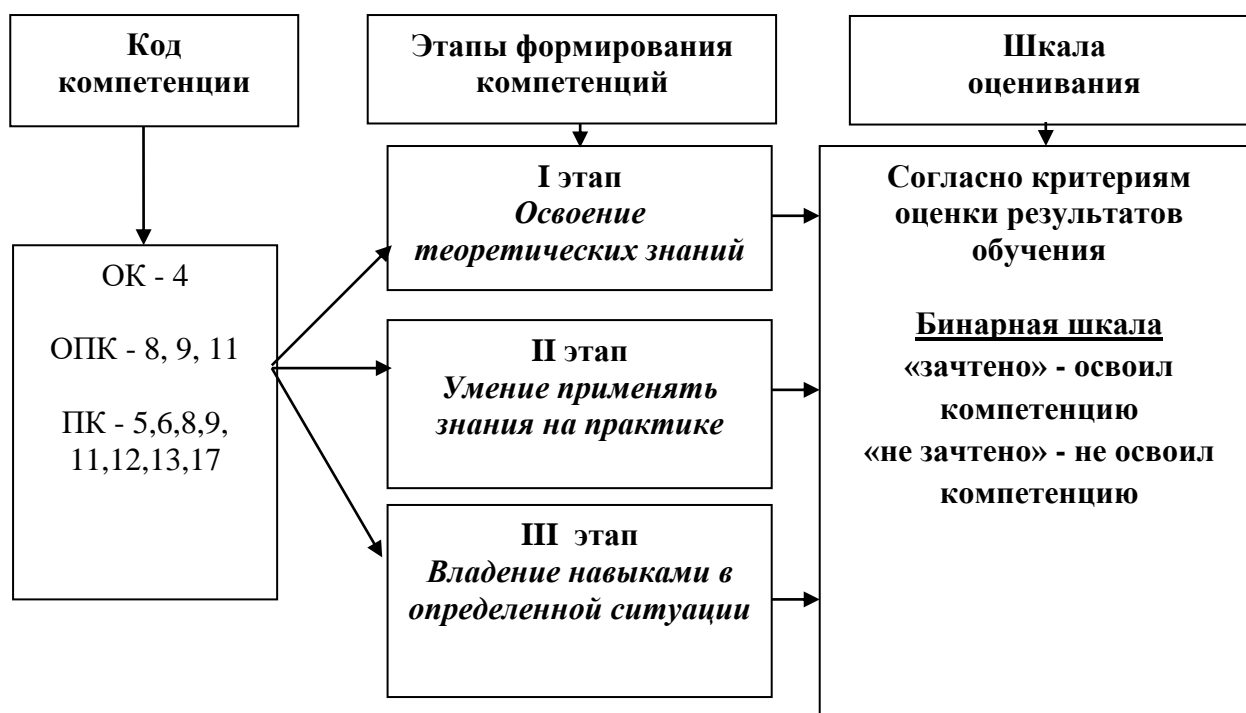 Код
компетенции
Этапы формирования
компетенций
Шкала
оценивания
ОК - 4
ОПК - 8, 9, 11
ПК - 5,6,8,9,
11,12,13,17
I этап
Освоение
теоретических знаний
II этап
Умение применять
знания на практике
III этап
Владение навыками в
определенной ситуации
Согласно критериям
оценки результатов
обучения
Бинарная шкала
«зачтено» - освоил
компетенцию
«не зачтено» - не освоил
компетенцию